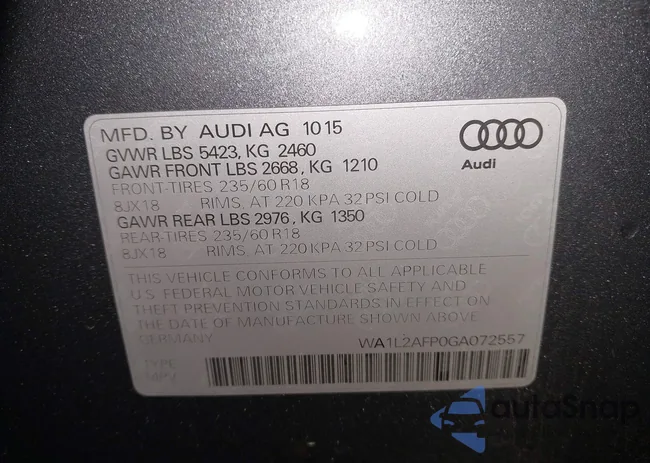 MFD. BY AUDI AG 10 15
GVWR LBS 5423, KG 2460
GAWR FRONT LBS 2668, KG 1210
FRONT-TIRES 235/60 R18
8JX18 RIMS, AT 220 KPA 32 PSI COLD
GAWR REAR LBS 2976, KG 1350
REAR-TIRES 235/60 R18
8JX18 RIMS, AT 220 KPA 32 PSI COLD
Audi
THIS VEHICLE CONFORMS TO ALL APPLICABLE
U.S. FEDERAL MOTOR VEHICLE SAFETY AND
THEFT PREVENTION STANDARDS IN EFFECT ON
THE DATE OF MANUFACTURE SHOWN ABOVE.
GERMANY WA1L2AFP0GA072557
TYPE
MPV
autoSnap